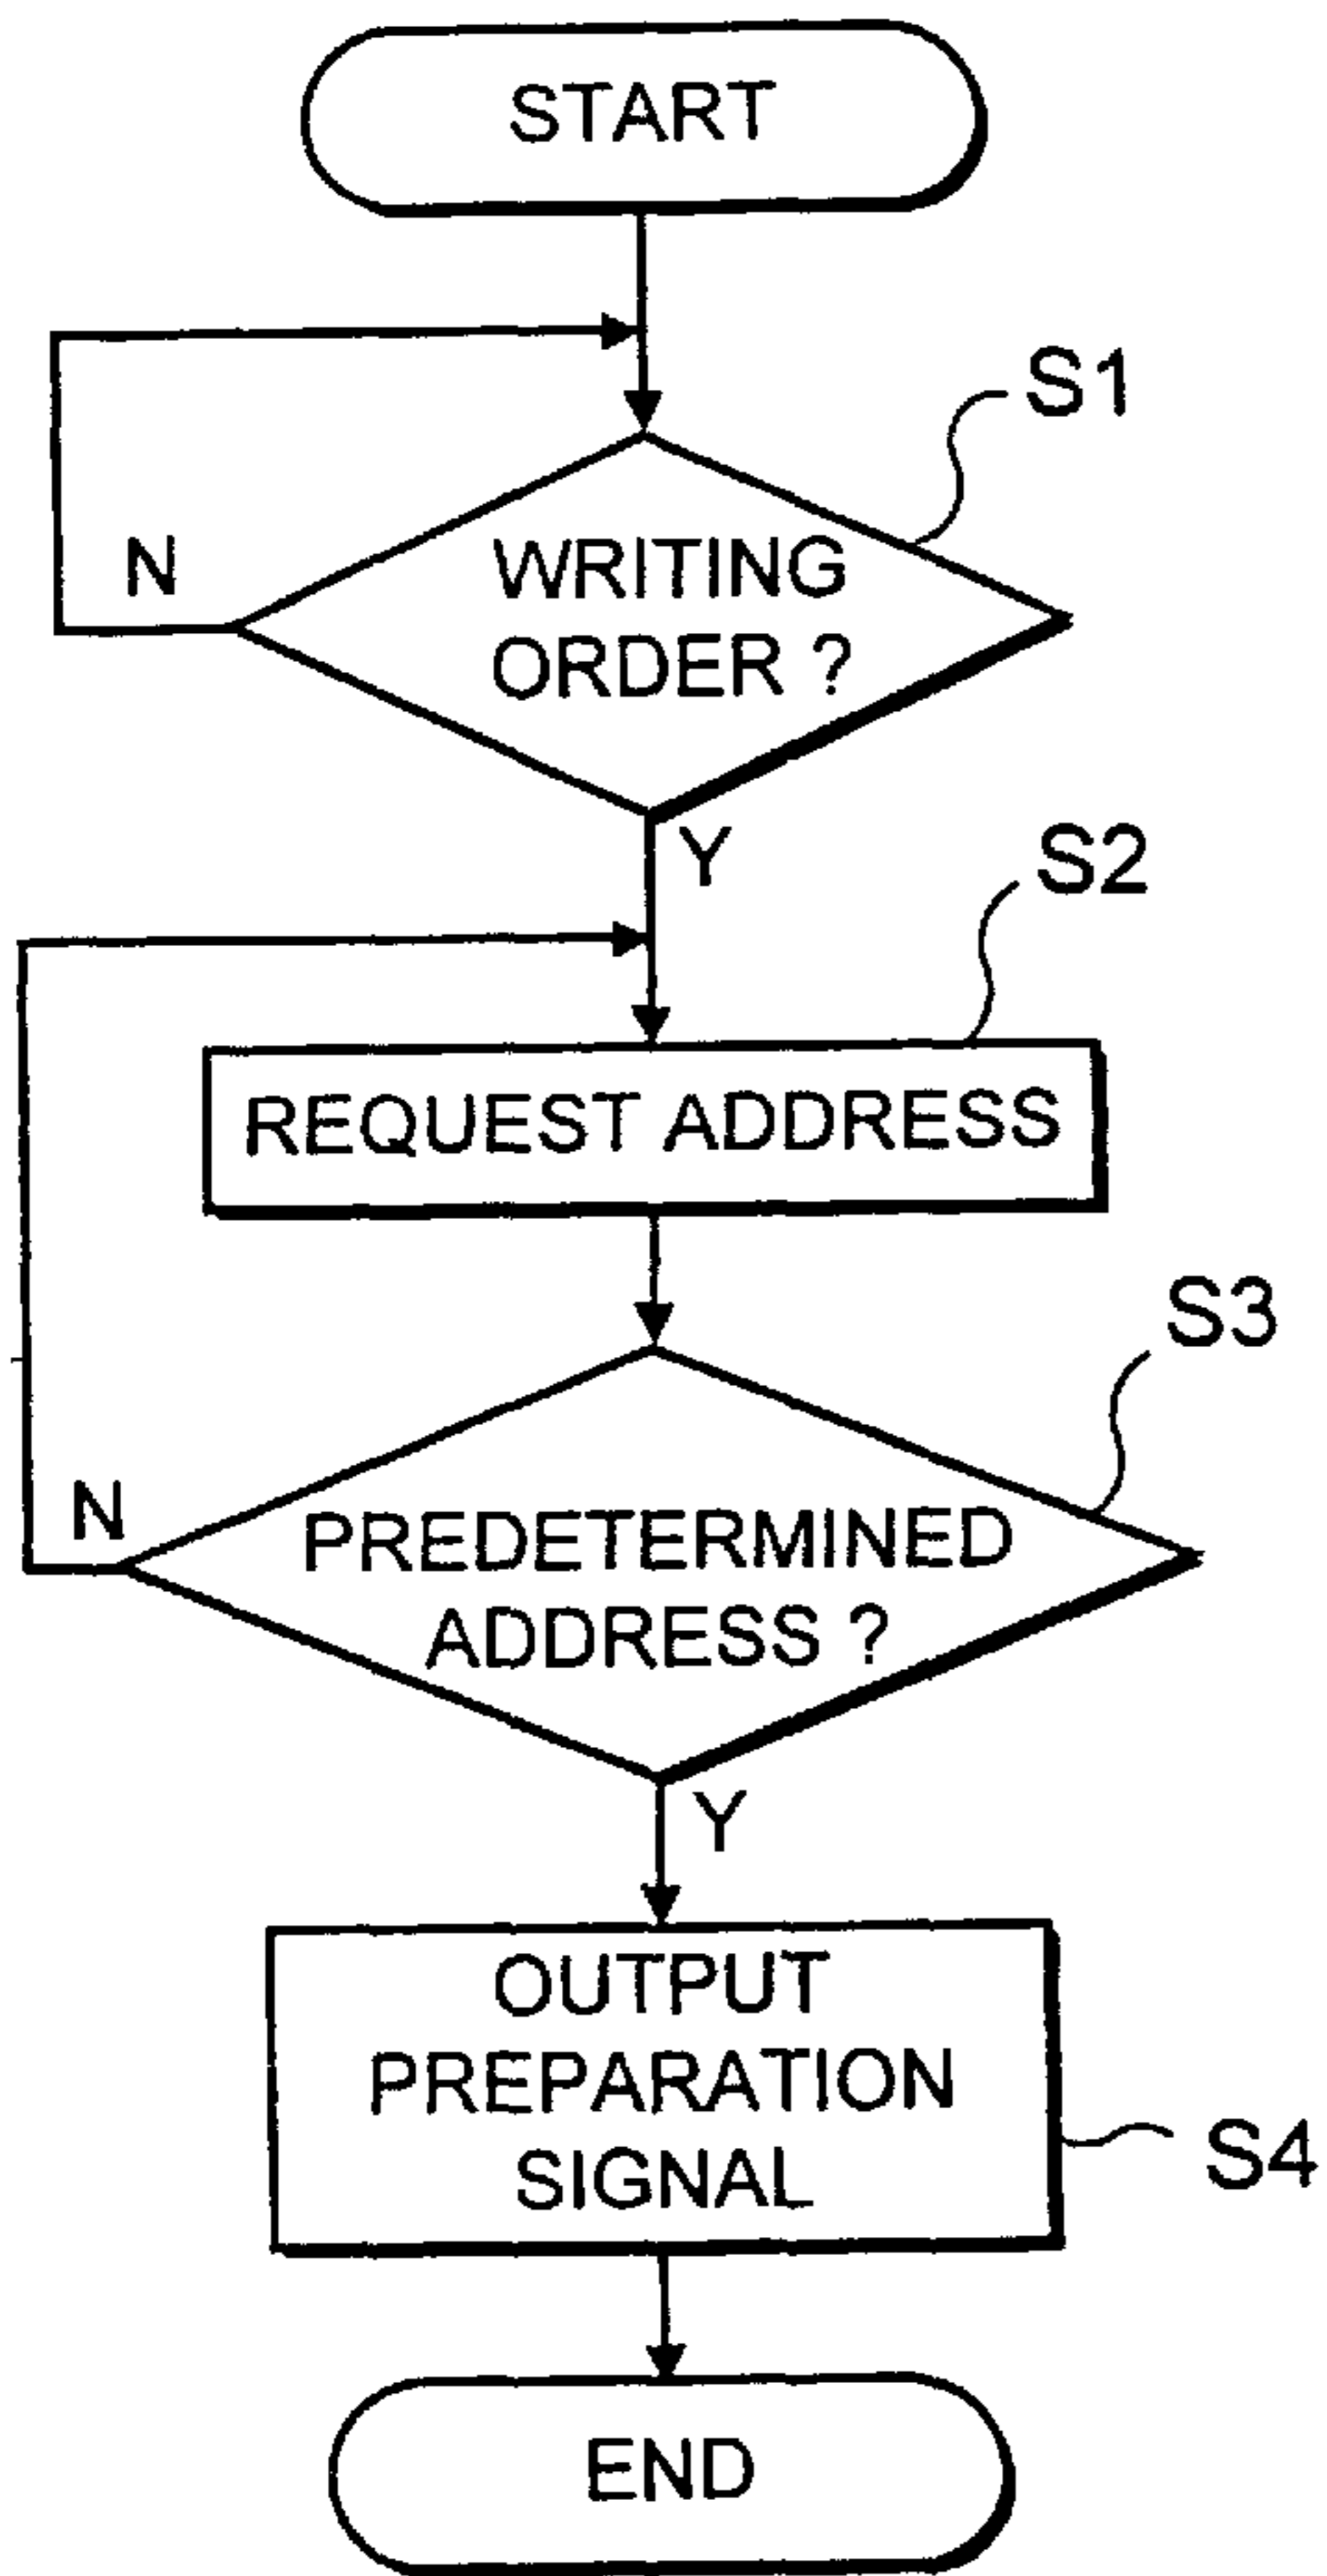 START
S1
N
WRITING
ORDER ?
Y
S2
REQUEST ADDRESS
S3
N
PREDETERMINED
ADDRESS ?
Y
OUTPUT
PREPARATION
SIGNAL
S4
END